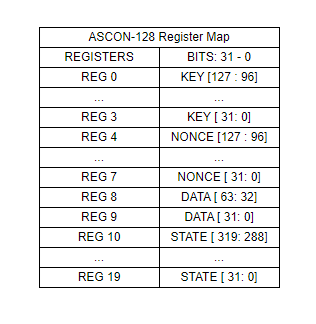 ASCON-128 Register Map
REGISTERS BITS: 31 - 0
REG 0 KEY [127 : 96]
... ...
REG 3 KEY [ 31: 0]
REG 4 NONCE [127 : 96]
... ...
REG 7 NONCE [ 31: 0]
REG 8 DATA [ 63: 32]
REG 9 DATA [ 31: 0]
REG 10 STATE [ 319: 288]
... ...
REG 19 STATE [ 31: 0]